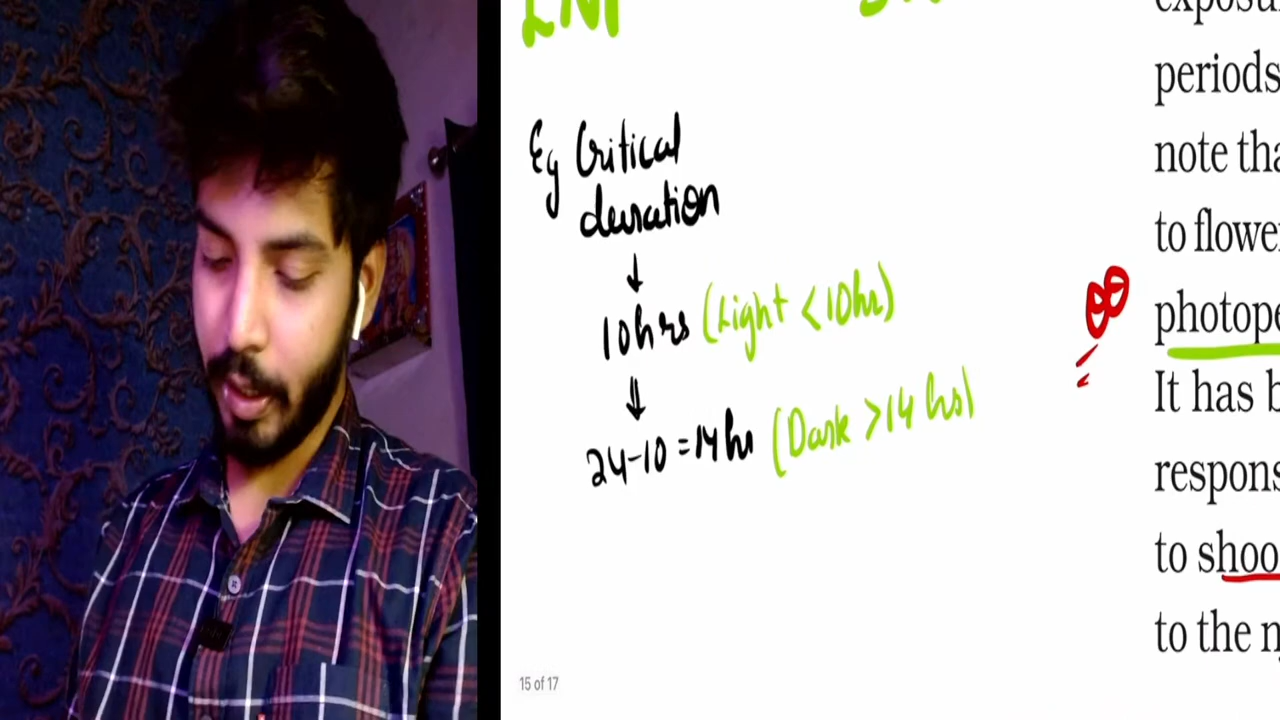 LNP
Eg Critical
duration
↓
10hrs (Light < 10hr)
⇓
24-10 = 14hr (Dark > 14 hrs)
15 of 17
periods
note tha
to flowe
photope
It has b
respons
to shoo
to the n